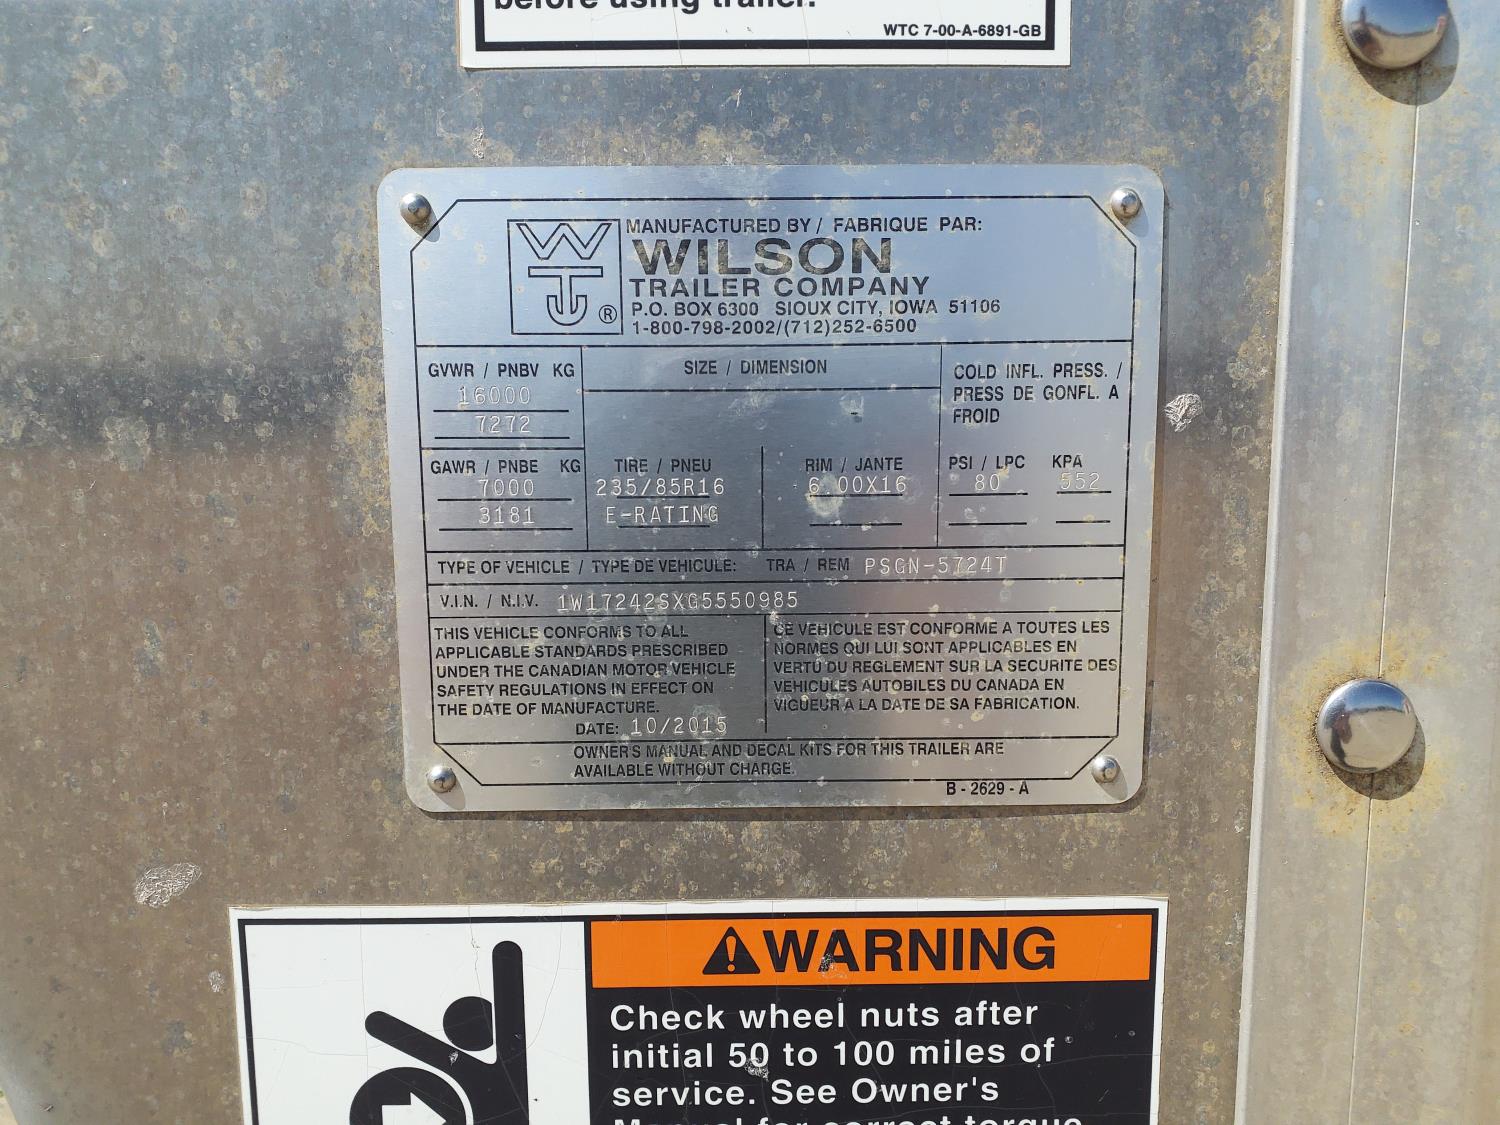 before using trailer.
WTC 7-00-A-6891-GB
MANUFACTURED BY / FABRIQUE PAR:
WILSON
TRAILER COMPANY
P.O. BOX 6300 SIOUX CITY, IOWA 51106
1-800-798-2002/(712)252-6500
WTJ ®
GVWR / PNBV KG
16000
7272
SIZE / DIMENSION
COLD INFL. PRESS. /
PRESS DE GONFL. A
FROID
GAWR / PNBE KG
7000
3181
TIRE / PNEU
235/85R16
E-RATING
RIM / JANTE
6.00X16
PSI / LPC KPA
80 552
TYPE OF VEHICLE / TYPE DE VEHICULE: TRA / REM PSGN-5724T
V.I.N. / N.I.V. 1W17242SXG5550985
THIS VEHICLE CONFORMS TO ALL
APPLICABLE STANDARDS PRESCRIBED
UNDER THE CANADIAN MOTOR VEHICLE
SAFETY REGULATIONS IN EFFECT ON
THE DATE OF MANUFACTURE.
DATE: 10/2015
CE VEHICULE EST CONFORME A TOUTES LES
NORMES QUI LUI SONT APPLICABLES EN
VERTU DU REGLEMENT SUR LA SECURITE DES
VEHICULES AUTOBILES DU CANADA EN
VIGUEUR A LA DATE DE SA FABRICATION.
OWNER'S MANUAL AND DECAL KITS FOR THIS TRAILER ARE
AVAILABLE WITHOUT CHARGE.
B - 2629 - A
WARNING
Check wheel nuts after
initial 50 to 100 miles of
service. See Owner's
Manual for correct torque